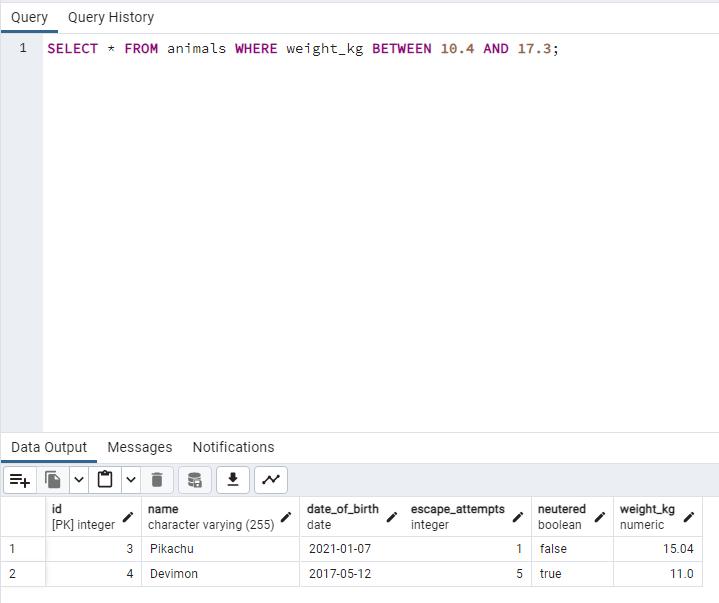 Query Query History
1 SELECT * FROM animals WHERE weight_kg BETWEEN 10.4 AND 17.3;
Data Output Messages Notifications
id name date_of_birth escape_attempts neutered weight_kg
[PK] integer character varying (255) date integer boolean numeric
1 3 Pikachu 2021-01-07 1 false 15.04
2 4 Devimon 2017-05-12 5 true 11.0